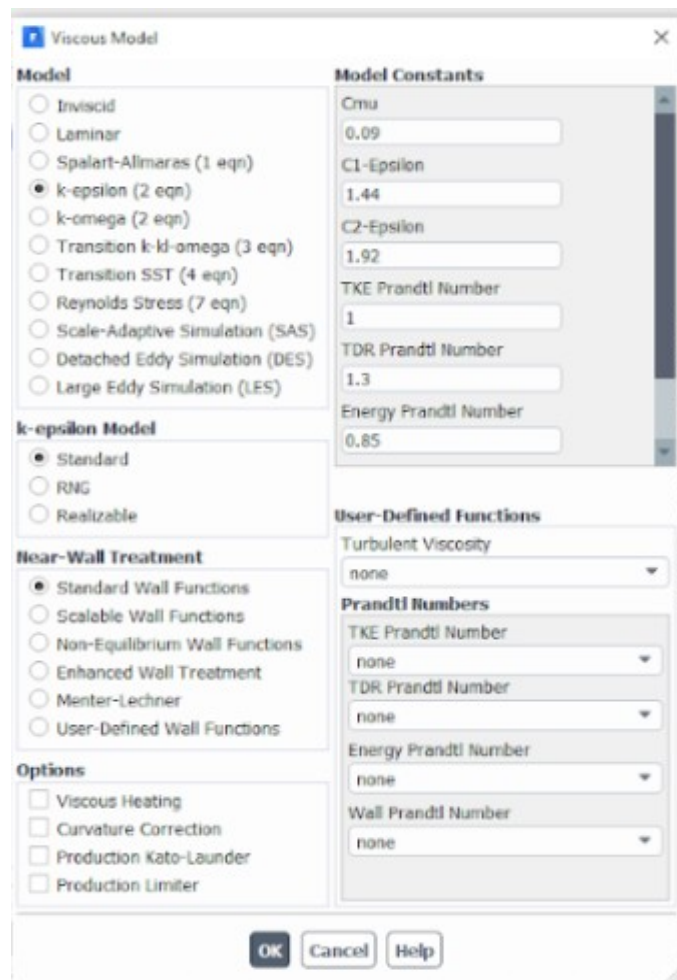 Viscous Model
Model
Inviscid
Laminar
Spalart-Allmaras (1 eqn)
k-epsilon (2 eqn)
k-omega (2 eqn)
Transition k-kl-omega (3 eqn)
Transition SST (4 eqn)
Reynolds Stress (7 eqn)
Scale-Adaptive Simulation (SAS)
Detached Eddy Simulation (DES)
Large Eddy Simulation (LES)
k-epsilon Model
Standard
RNG
Realizable
Near-Wall Treatment
Standard Wall Functions
Scalable Wall Functions
Non-Equilibrium Wall Functions
Enhanced Wall Treatment
Menter-Lechner
User-Defined Wall Functions
Options
Viscous Heating
Curvature Correction
Production Kato-Launder
Production Limiter
Model Constants
Cmu
0.09
C1-Epsilon
1.44
C2-Epsilon
1.92
TKE Prandtl Number
1
TDR Prandtl Number
1.3
Energy Prandtl Number
0.85
User-Defined Functions
Turbulent Viscosity
none
Prandtl Numbers
TKE Prandtl Number
none
TDR Prandtl Number
none
Energy Prandtl Number
none
Wall Prandtl Number
none
OK Cancel Help